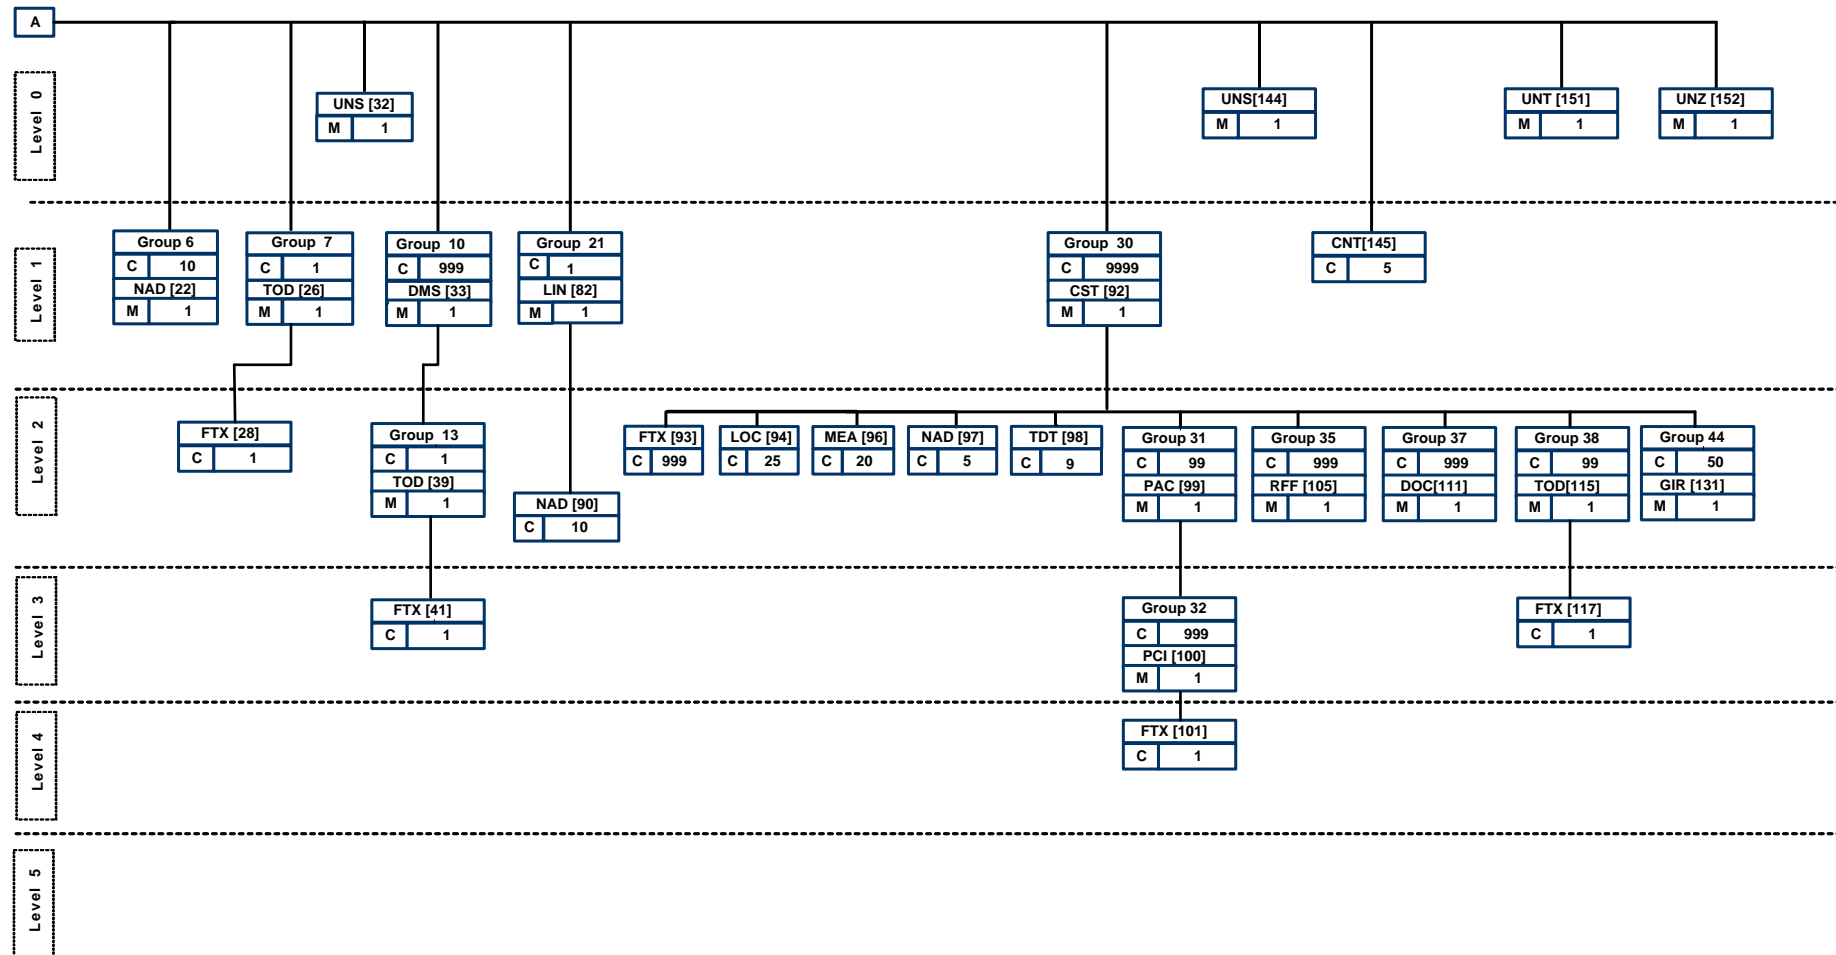 A
Level 0
UNS [32]
M 1
UNS[144]
M 1
UNT [151]
M 1
UNZ [152]
M 1
Level 1
Group 6
C 10
NAD [22]
M 1
Group 7
C 1
TOD [26]
M 1
Group 10
C 999
DMS [33]
M 1
Group 21
C 1
LIN [82]
M 1
Group 30
C 9999
CST [92]
M 1
CNT[145]
C 5
Level 2
FTX [28]
C 1
Group 13
C 1
TOD [39]
M 1
NAD [90]
C 10
FTX [93]
C 999
LOC [94]
C 25
MEA [96]
C 20
NAD [97]
C 5
TDT [98]
C 9
Group 31
C 99
PAC [99]
M 1
Group 35
C 999
RFF [105]
M 1
Group 37
C 999
DOC[111]
M 1
Group 38
C 99
TOD[115]
M 1
Group 44
C 50
GIR [131]
M 1
Level 3
FTX [41]
C 1
Group 32
C 999
PCI [100]
M 1
FTX [117]
C 1
Level 4
FTX [101]
C 1
Level 5